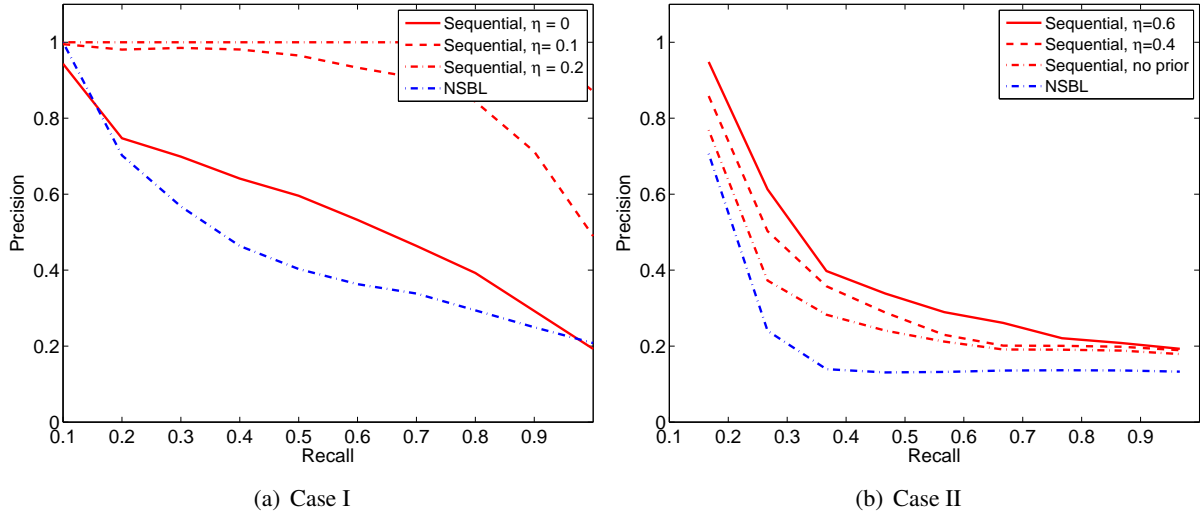 Sequential, η = 0
Sequential, η= 0.1
Sequential, η = 0.2
NSBL
1
0.8
0.6
0.4
0.2
0
Precision
0.1 0.2 0.3 0.4 0.5 0.6 0.7 0.8 0.9
Recall
(a) Case I
Sequential, η=0.6
Sequential, η=0.4
Sequential, no prior
NSBL
1
0.8
0.6
0.4
0.2
0
Precision
0.1 0.2 0.3 0.4 0.5 0.6 0.7 0.8 0.9
Recall
(b) Case II